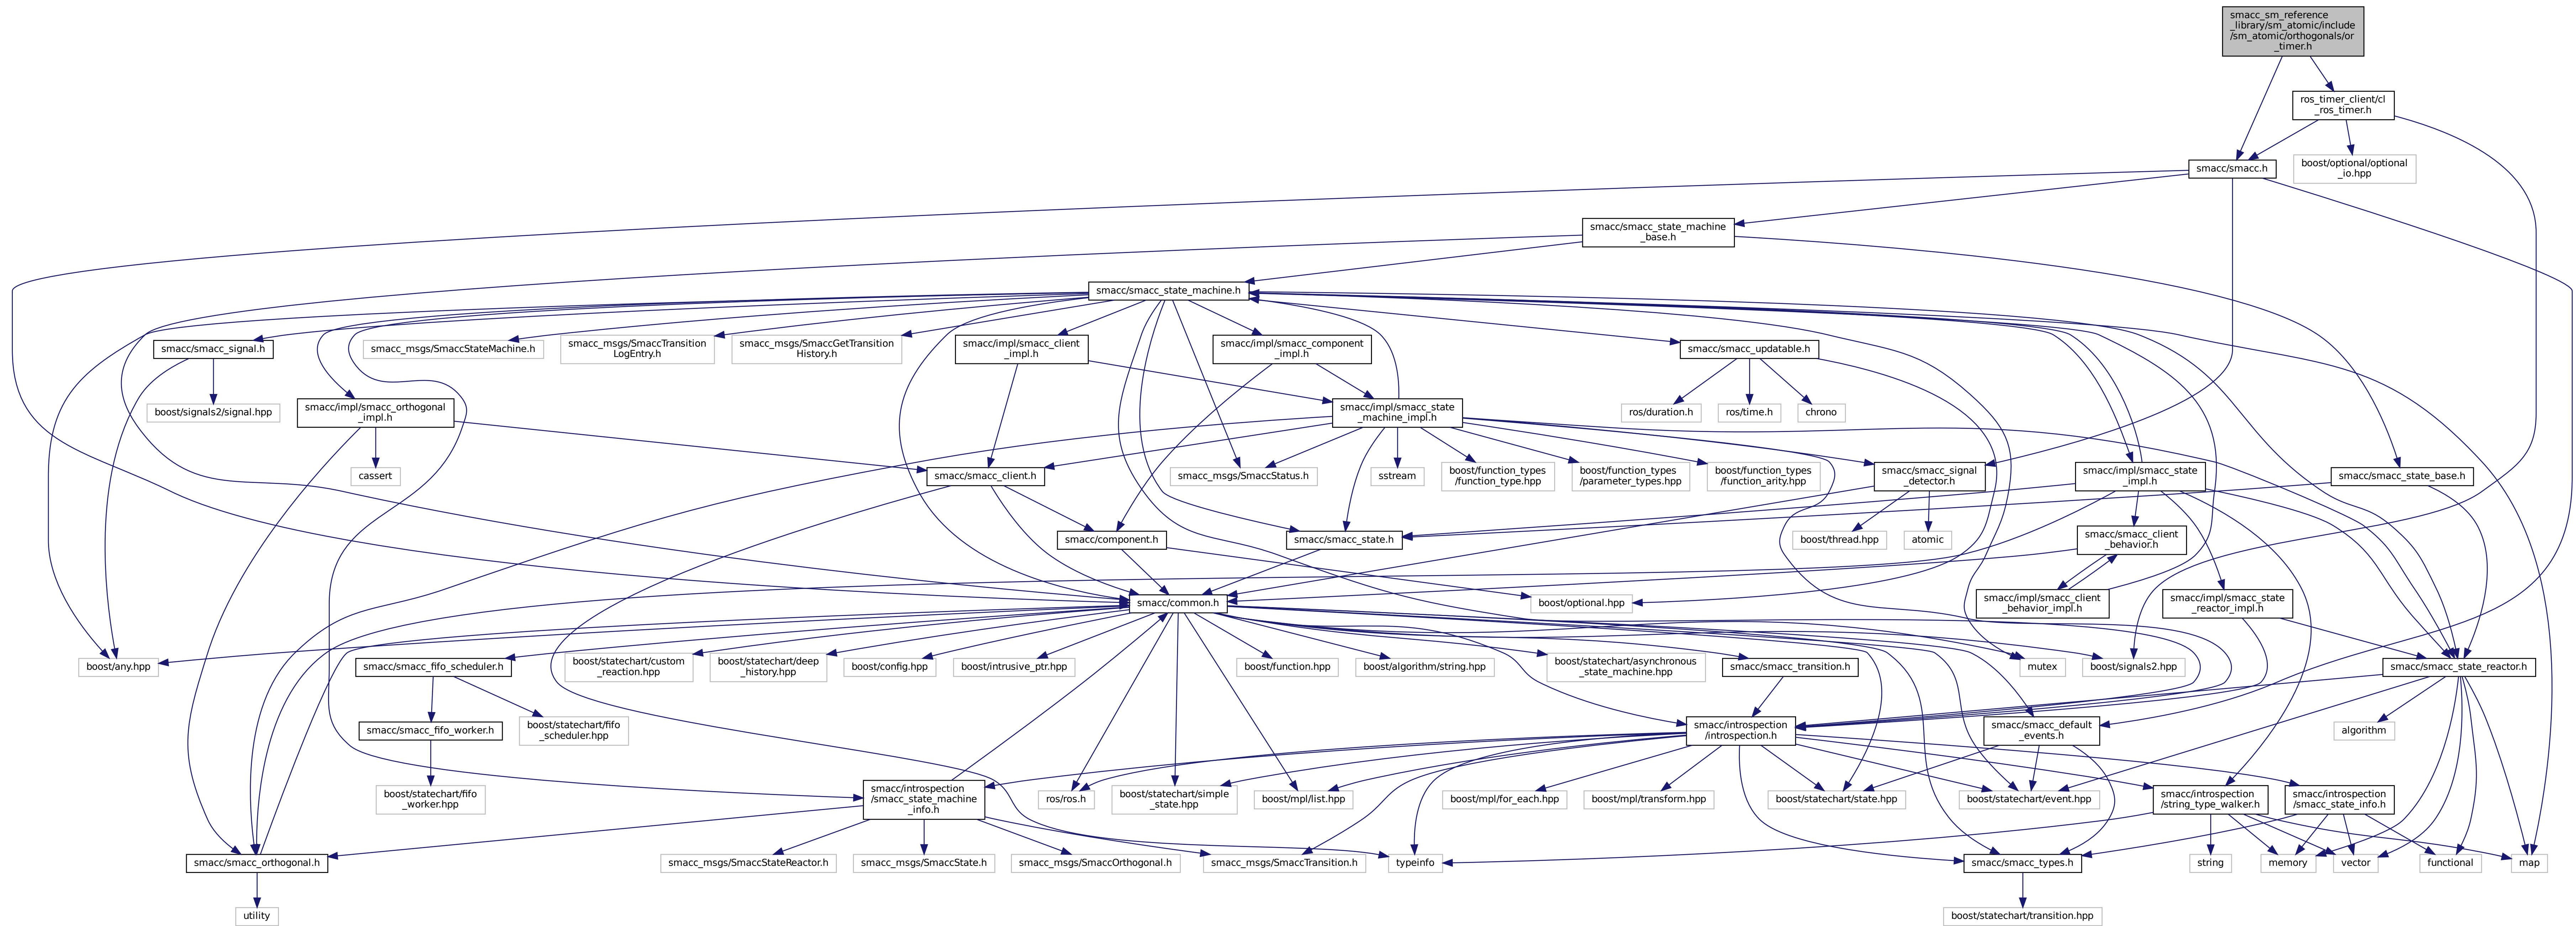 smacc_sm_reference
_library/sm_atomic/include
/sm_atomic/orthogonals/or
_timer.h
ros_timer_client/cl
_ros_timer.h
smacc/smacc.h
boost/optional/optional
_io.hpp
smacc/smacc_state_machine
_base.h
smacc/smacc_state_machine.h
smacc/smacc_signal.h
smacc_msgs/SmaccStateMachine.h
smacc_msgs/SmaccTransition
LogEntry.h
smacc_msgs/SmaccGetTransition
History.h
smacc/impl/smacc_client
_impl.h
smacc/impl/smacc_component
_impl.h
smacc/smacc_updatable.h
boost/signals2/signal.hpp
smacc/impl/smacc_orthogonal
_impl.h
smacc/impl/smacc_state
_machine_impl.h
ros/duration.h
ros/time.h
chrono
cassert
smacc/smacc_client.h
smacc_msgs/SmaccStatus.h
sstream
boost/function_types
/function_type.hpp
boost/function_types
/parameter_types.hpp
boost/function_types
/function_arity.hpp
smacc/smacc_signal
_detector.h
smacc/impl/smacc_state
_impl.h
smacc/smacc_state_base.h
smacc/component.h
smacc/smacc_state.h
boost/thread.hpp
atomic
smacc/smacc_client
_behavior.h
smacc/common.h
boost/optional.hpp
smacc/impl/smacc_client
_behavior_impl.h
smacc/impl/smacc_state
_reactor_impl.h
boost/any.hpp
smacc/smacc_fifo_scheduler.h
boost/statechart/custom
_reaction.hpp
boost/statechart/deep
_history.hpp
boost/config.hpp
boost/intrusive_ptr.hpp
boost/function.hpp
boost/algorithm/string.hpp
boost/statechart/asynchronous
_state_machine.hpp
smacc/smacc_transition.h
mutex
boost/signals2.hpp
smacc/smacc_state_reactor.h
smacc/smacc_fifo_worker.h
boost/statechart/fifo
_scheduler.hpp
smacc/introspection
/introspection.h
smacc/smacc_default
_events.h
algorithm
boost/statechart/fifo
_worker.hpp
smacc/introspection
/smacc_state_machine
_info.h
ros/ros.h
boost/statechart/simple
_state.hpp
boost/mpl/list.hpp
boost/mpl/for_each.hpp
boost/mpl/transform.hpp
boost/statechart/state.hpp
boost/statechart/event.hpp
smacc/introspection
/string_type_walker.h
smacc/introspection
/smacc_state_info.h
smacc/smacc_orthogonal.h
smacc_msgs/SmaccStateReactor.h
smacc_msgs/SmaccState.h
smacc_msgs/SmaccOrthogonal.h
smacc_msgs/SmaccTransition.h
typeinfo
smacc/smacc_types.h
string
memory
vector
functional
map
utility
boost/statechart/transition.hpp